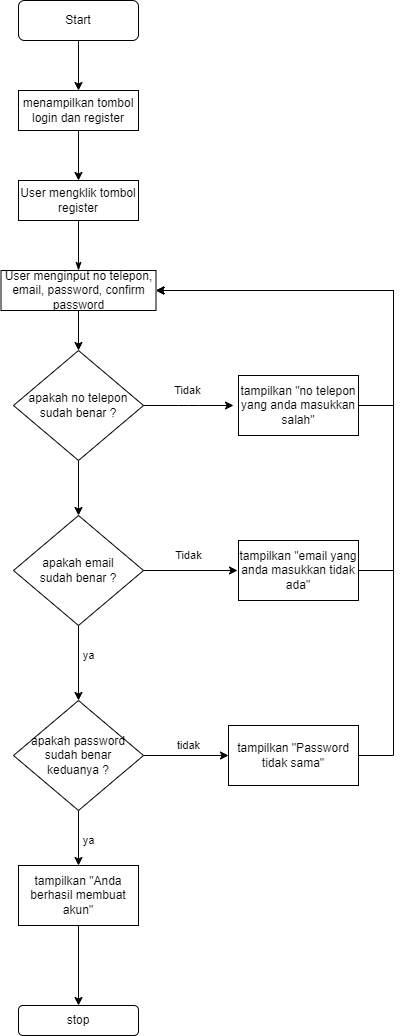 Start
menampilkan tombol
login dan register
User mengklik tombol
register
User menginput no telepon,
email, password, confirm
password
apakah no telepon
sudah benar ?
Tidak
tampilkan "no telepon
yang anda masukkan
salah"
apakah email
sudah benar ?
Tidak
tampilkan "email yang
anda masukkan tidak
ada"
ya
apakah password
sudah benar
keduanya ?
tidak
tampilkan "Password
tidak sama"
ya
tampilkan "Anda
berhasil membuat
akun"
stop